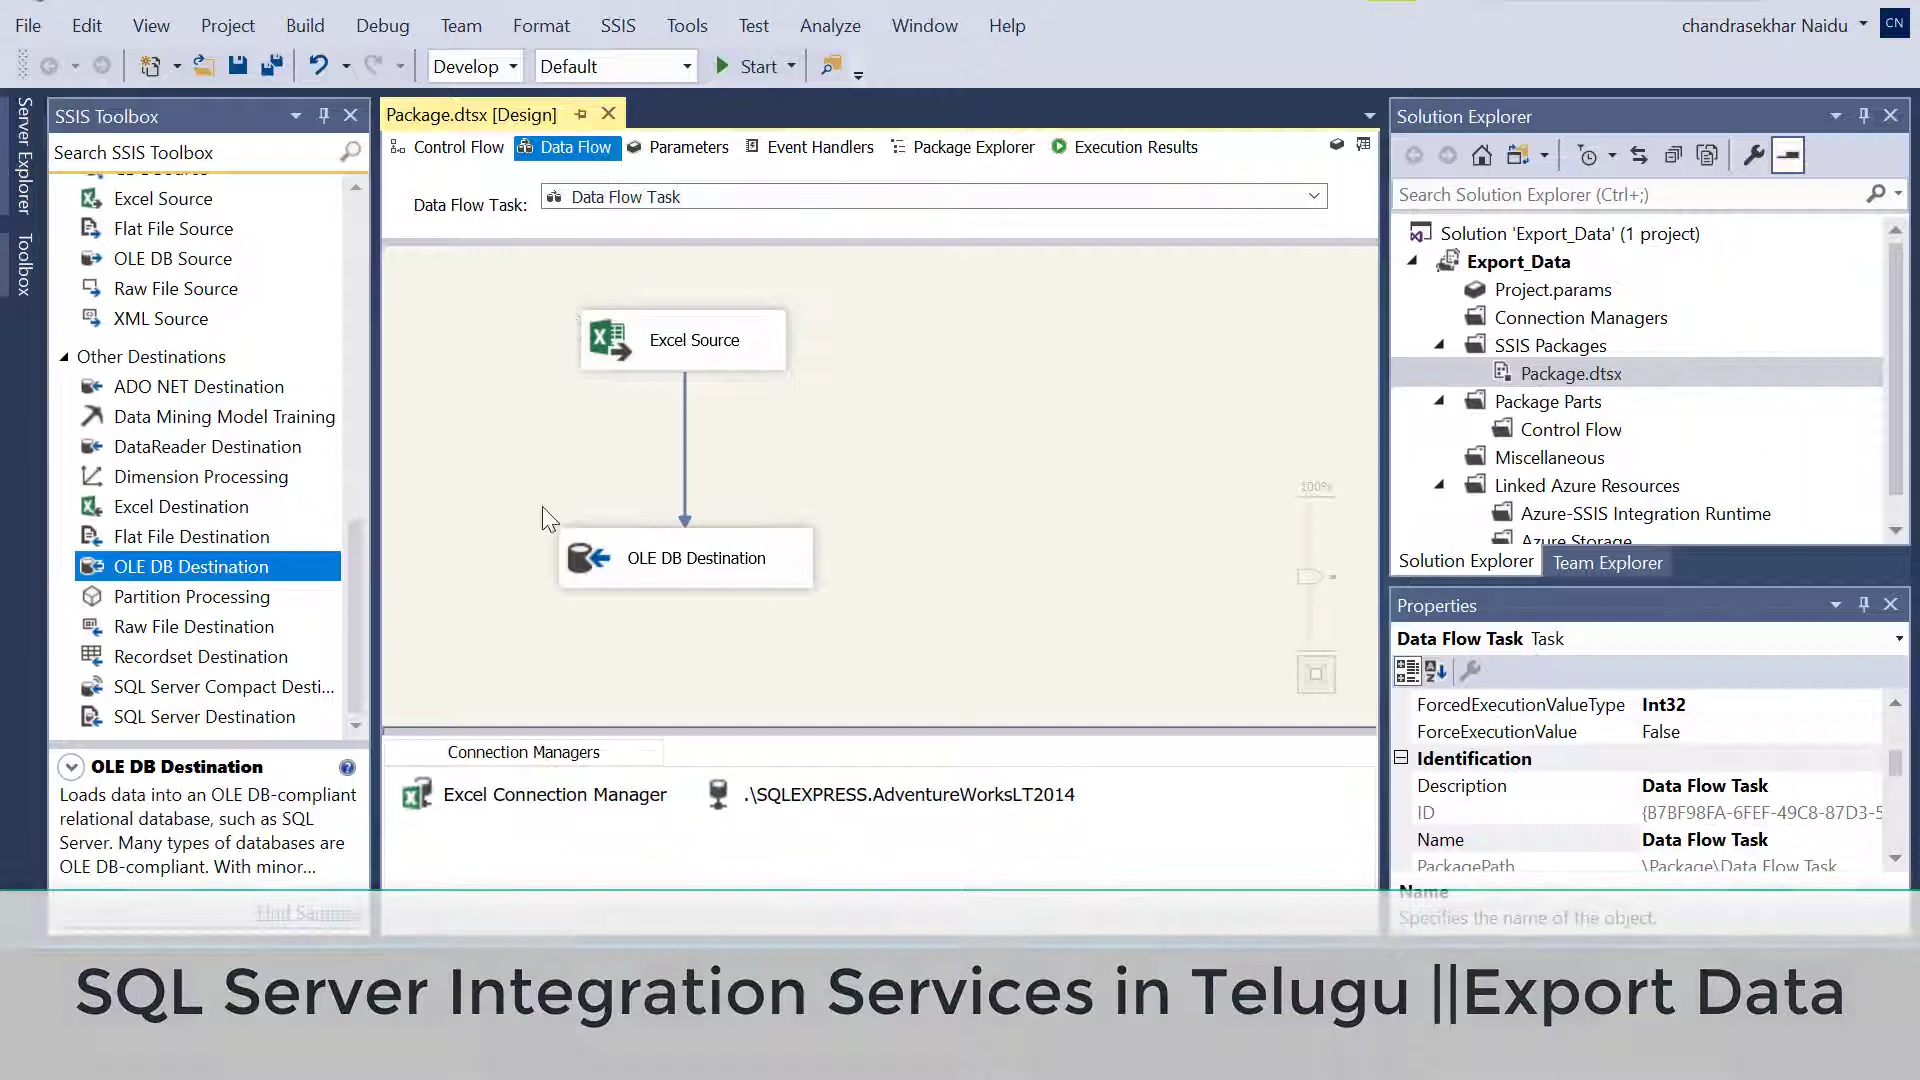 File Edit View Project Build Debug Team Format SSIS Tools Test Analyze Window Help chandrasekhar Naidu CN
Develop Default Start
Server Explorer
Toolbox
SSIS Toolbox
Search SSIS Toolbox
Excel Source
Flat File Source
OLE DB Source
Raw File Source
XML Source
Other Destinations
ADO NET Destination
Data Mining Model Training
DataReader Destination
Dimension Processing
Excel Destination
Flat File Destination
OLE DB Destination
Partition Processing
Raw File Destination
Recordset Destination
SQL Server Compact Desti...
SQL Server Destination
OLE DB Destination
Loads data into an OLE DB-compliant
relational database, such as SQL
Server. Many types of databases are
OLE DB-compliant. With minor...
Find Samples
Package.dtsx [Design]
Control Flow Data Flow Parameters Event Handlers Package Explorer Execution Results
Data Flow Task: Data Flow Task
Excel Source
OLE DB Destination
100%
Connection Managers
Excel Connection Manager .\SQLEXPRESS.AdventureWorksLT2014
Solution Explorer
Search Solution Explorer (Ctrl+;)
Solution 'Export_Data' (1 project)
Export_Data
Project.params
Connection Managers
SSIS Packages
Package.dtsx
Package Parts
Control Flow
Miscellaneous
Linked Azure Resources
Azure-SSIS Integration Runtime
Azure Storage
Solution Explorer Team Explorer
Properties
Data Flow Task Task
ForcedExecutionValueType Int32
ForceExecutionValue False
Identification
Description Data Flow Task
ID {B7BF98FA-6FEF-49C8-87D3-5
Name Data Flow Task
PackagePath \Package\Data Flow Task
Name
Specifies the name of the object.
SQL Server Integration Services in Telugu ||Export Data